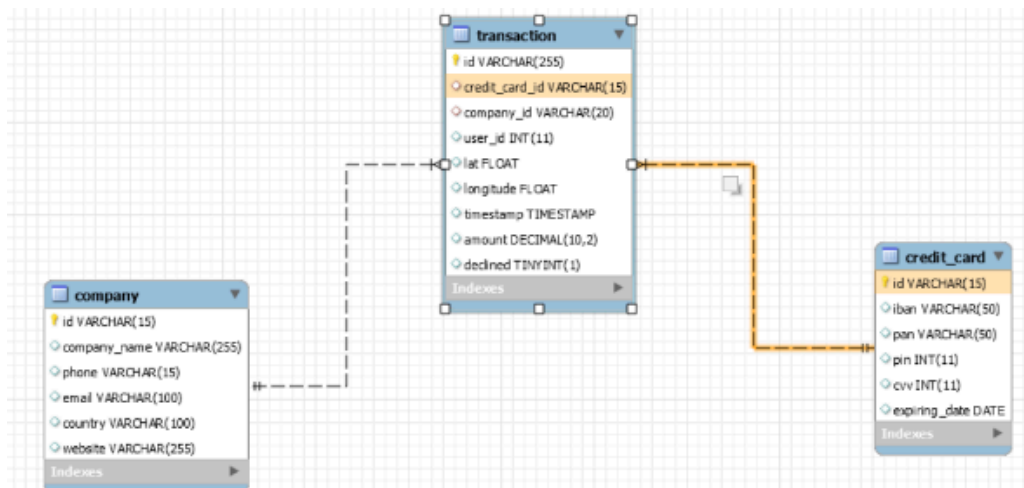 transaction
id VARCHAR(255)
credit_card_id VARCHAR(15)
company_id VARCHAR(20)
user_id INT(11)
lat FLOAT
longitude FLOAT
timestamp TIMESTAMP
amount DECIMAL(10,2)
declined TINYINT(1)
Indexes
company
id VARCHAR(15)
company_name VARCHAR(255)
phone VARCHAR(15)
email VARCHAR(100)
country VARCHAR(100)
website VARCHAR(255)
Indexes
credit_card
id VARCHAR(15)
iban VARCHAR(50)
pan VARCHAR(50)
pin INT(11)
cvv INT(11)
expiring_date DATE
Indexes